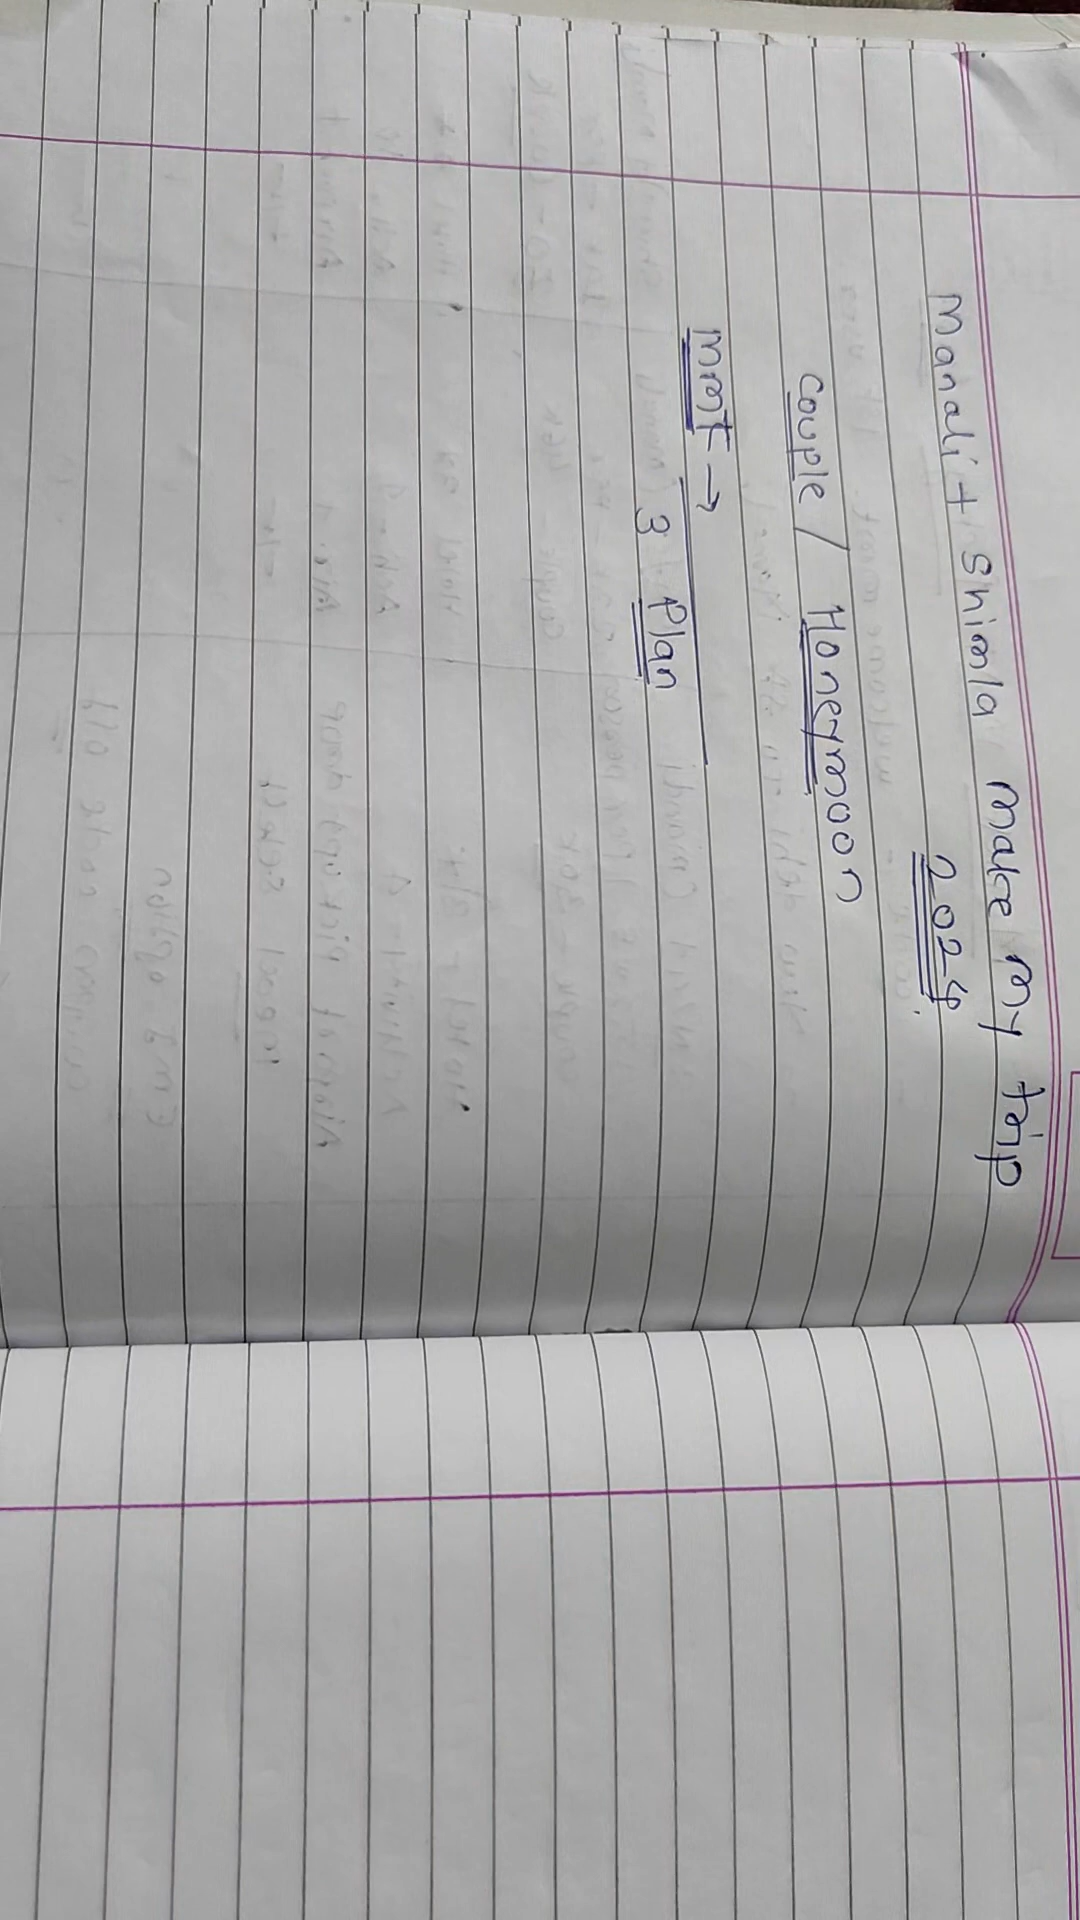 Manali + Shimla make my trip
2024.
Couple / Honeymoon
mmt →
3 Plan